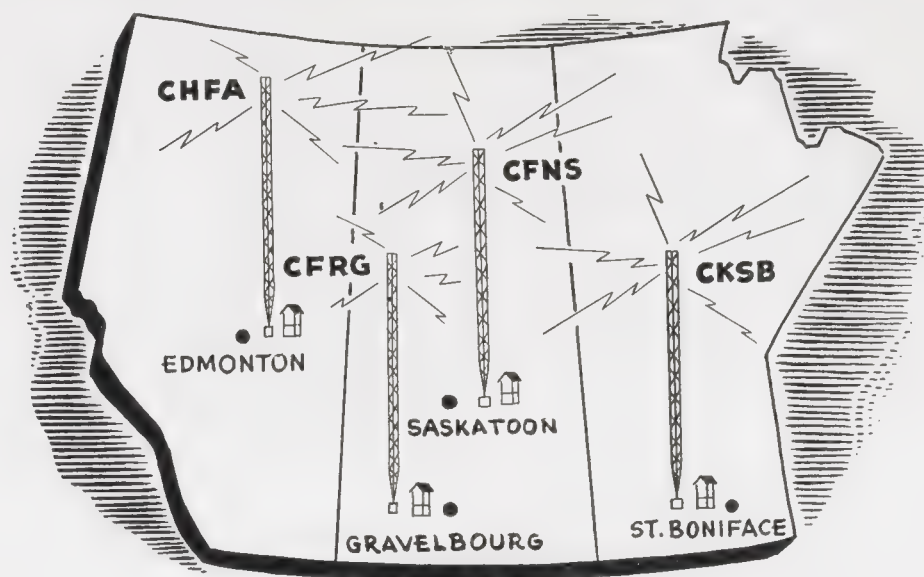 CHFA
CFNS
CFRG
CKSB
EDMONTON
SASKATOON
GRAVELBOURG
ST. BONIFACE